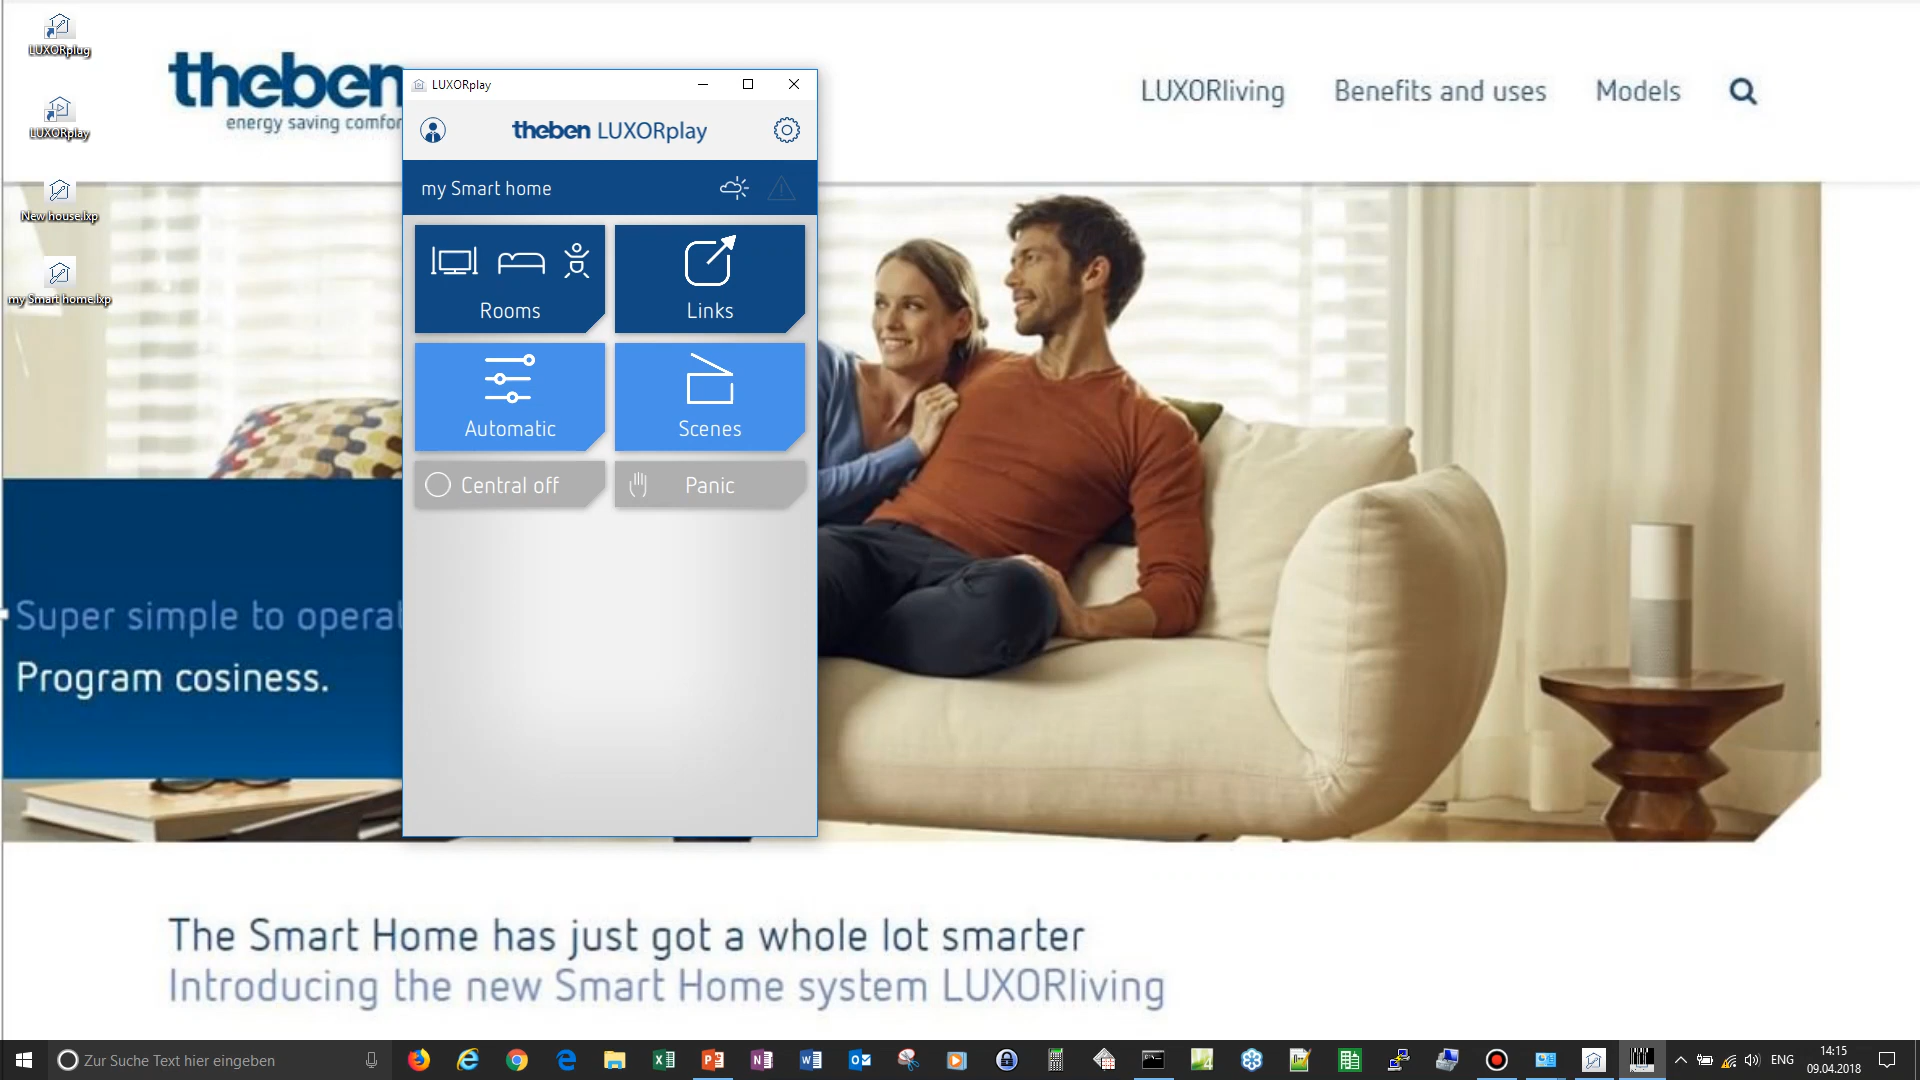 LUXORplug
LUXORplay
New house.lxp
my Smart home.lxp
theben
energy saving comfor
LUXORliving
Benefits and uses
Models
LUXORplay
theben LUXORplay
my Smart home
Rooms
Links
Automatic
Scenes
Central off
Panic
Super simple to operat
Program cosiness.
The Smart Home has just got a whole lot smarter
Introducing the new Smart Home system LUXORliving
Zur Suche Text hier eingeben
ENG
14:15
09.04.2018